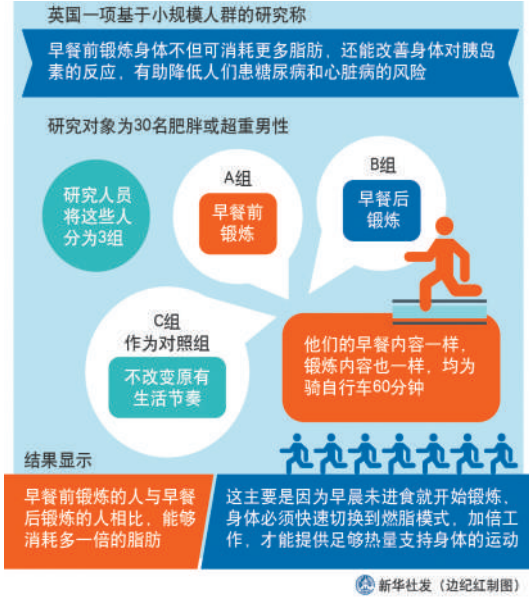 英国一项基于小规模人群的研究称
早餐前锻炼身体不但可消耗更多脂肪，还能改善身体对胰岛
素的反应，有助降低人们患糖尿病和心脏病的风险
研究对象为30名肥胖或超重男性
研究人员
将这些人
分为3组
A组
早餐前
锻炼
B组
早餐后
锻炼
C组
作为对照组
不改变原有
生活节奏
他们的早餐内容一样，
锻炼内容也一样，均为
骑自行车60分钟
结果显示
早餐前锻炼的人与早餐
后锻炼的人相比，能够
消耗多一倍的脂肪
这主要是因为早晨未进食就开始锻炼，
身体必须快速切换到燃脂模式，加倍工
作，才能提供足够热量支持身体的运动
新华社发（边纪红制图）